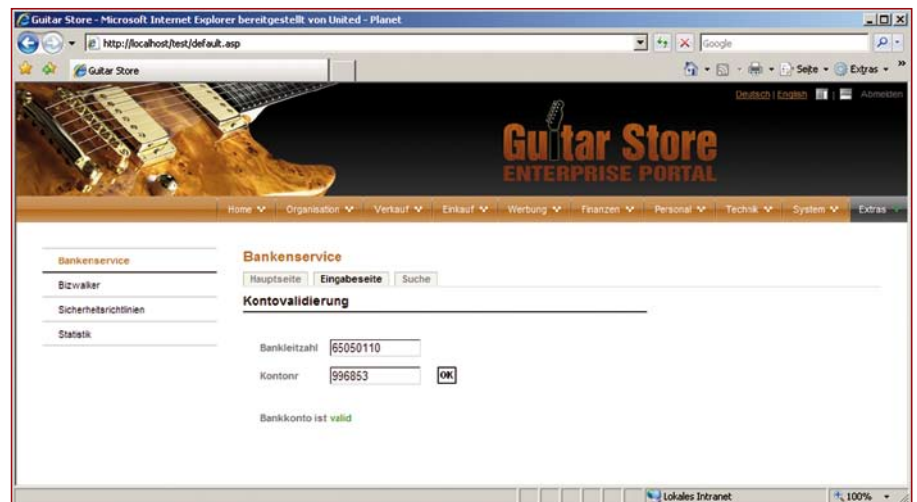 Guitar Store - Microsoft Internet Explorer bereitgestellt von United - Planet
http://localhost/test/default.asp
Google
Guitar Store
Seite
Extras
Deutsch | English | Abmelden
Guitar Store
ENTERPRISE PORTAL
Home Organisation Verkauf Einkauf Werbung Finanzen Personal Technik System Extras
Bankenservice
Bizwalker
Sicherheitsrichtlinien
Statistik
Bankenservice
Hauptseite Eingabeseite Suche
Kontovalidierung
Bankleitzahl 65050110
Kontonr 996853 OK
Bankkonto ist valid
Lokales Intranet 100%